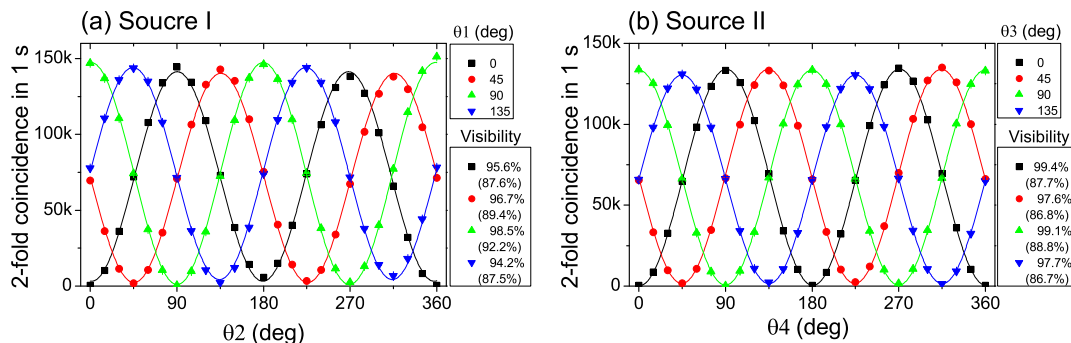 (a) Soucre I
θ1 (deg)
0
45
90
135
Visibility
95.6%
(87.6%)
96.7%
(89.4%)
98.5%
(92.2%)
94.2%
(87.5%)
2-fold coincidence in 1 s
150k
100k
50k
0
0 90 180 270 360
θ2 (deg)
(b) Source II
θ3 (deg)
0
45
90
135
Visibility
99.4%
(87.7%)
97.6%
(86.8%)
99.1%
(88.8%)
97.7%
(86.7%)
2-fold coincidence in 1 s
150k
100k
50k
0
0 90 180 270 360
θ4 (deg)